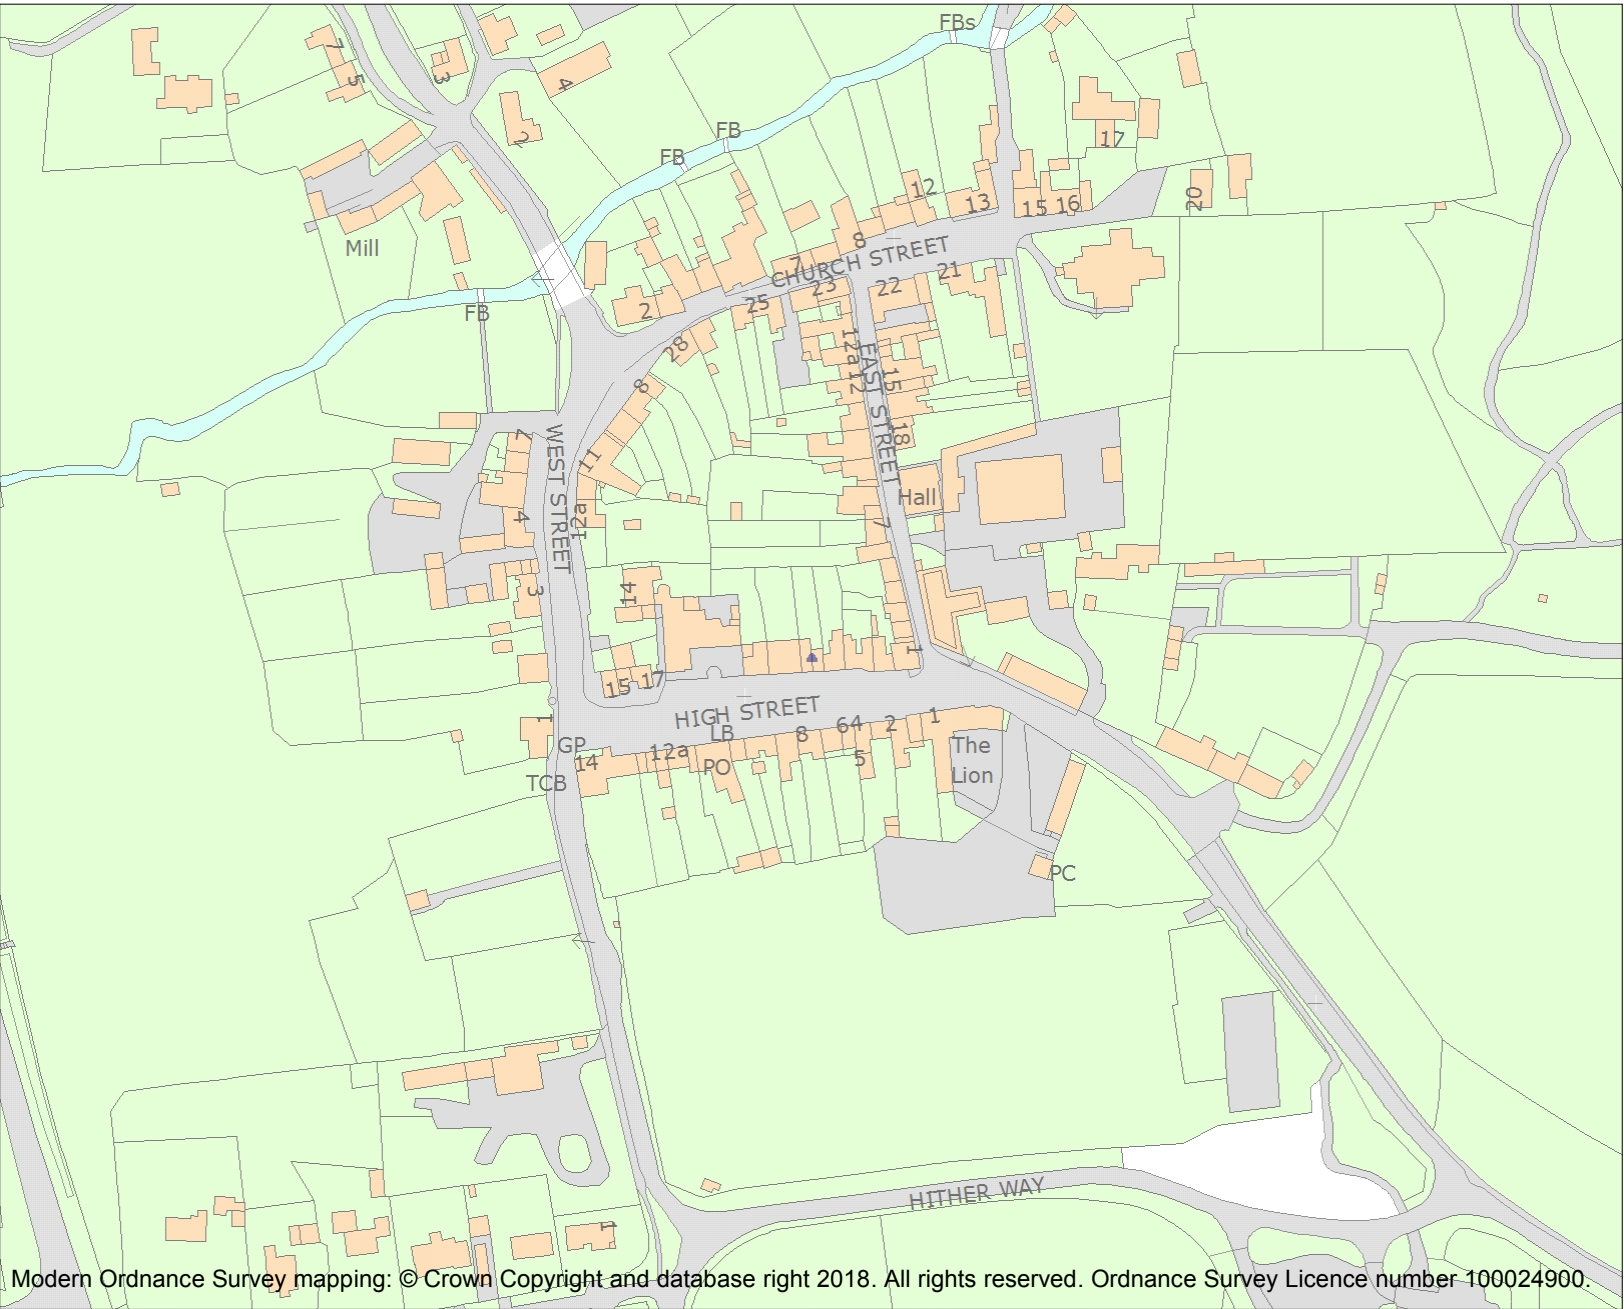 FBs
7
5
3
4
2
FB
FB
17
12
13
15
16
20
Mill
8
CHURCH STREET
7
21
23
22
25
2
FB
28
12a
12
EAST STREET
15
8
18
7
WEST STREET
11
4
12a
Hall
7
3
14
1
15
17
HIGH STREET
1
GP
LB
12a
8
64
2
1
14
PO
5
The
Lion
TCB
PC
HITHER WAY
1
Modern Ordnance Survey mapping: © Crown Copyright and database right 2018. All rights reserved. Ordnance Survey Licence number 100024900.